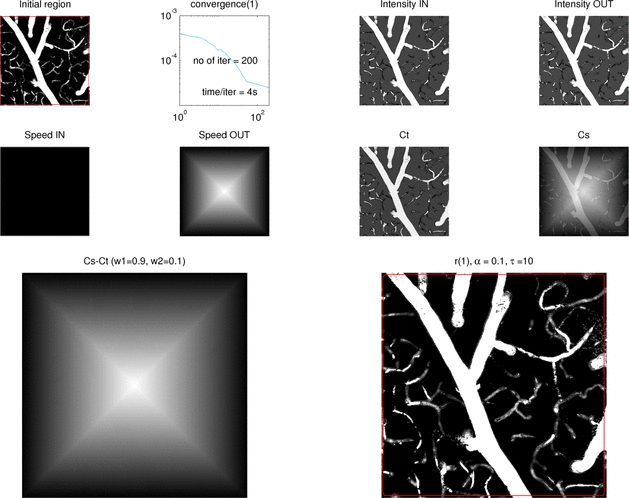 Initial region
convergence(1)
Intensity IN
Intensity OUT
10^-3
10^-4
no of iter = 200
time/iter = 4s
10^0
10^2
Speed IN
Speed OUT
Ct
Cs
Cs-Ct (w1=0.9, w2=0.1)
r(1), α = 0.1, τ =10